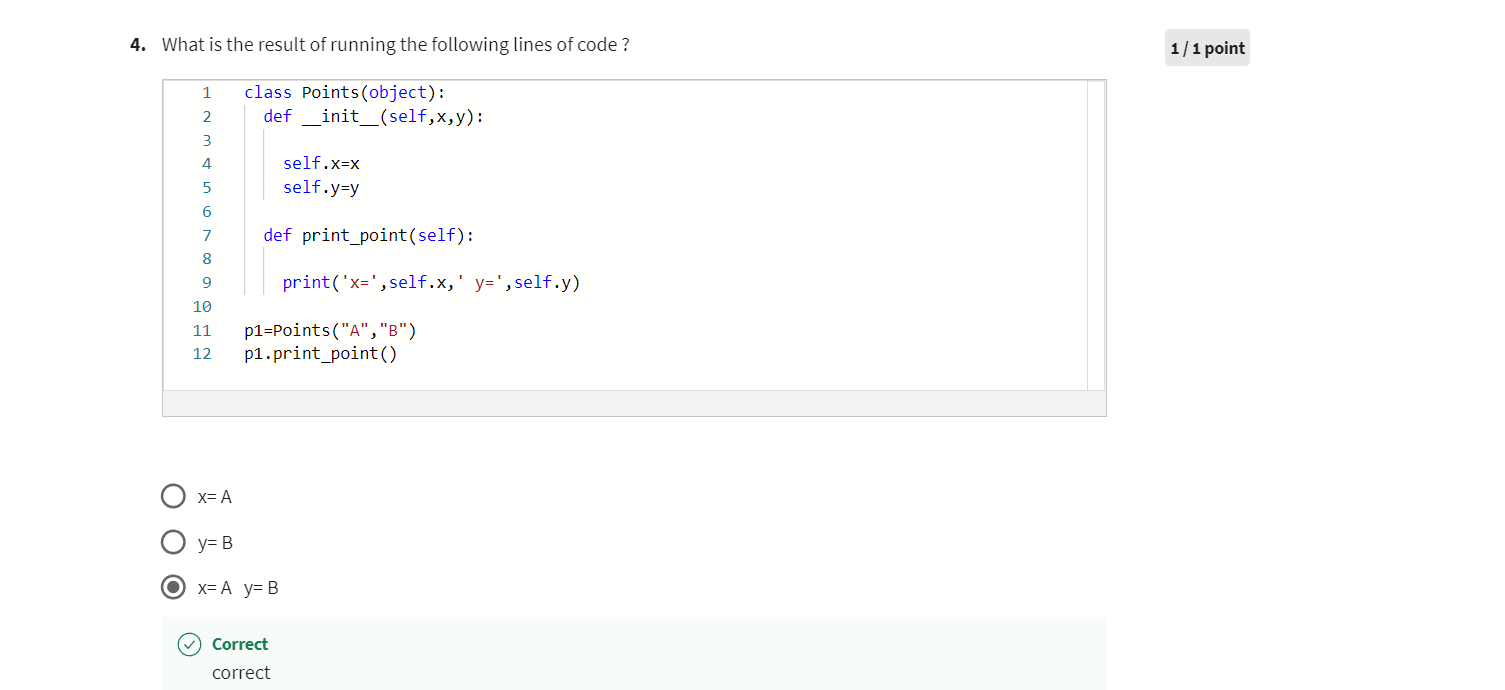 4. What is the result of running the following lines of code ?
1 / 1 point
1 class Points(object):
2   def __init__(self,x,y):
3
4     self.x=x
5     self.y=y
6
7   def print_point(self):
8
9     print('x=',self.x,' y=',self.y)
10
11 p1=Points("A","B")
12 p1.print_point()
x= A
y= B
x= A  y= B
Correct
correct